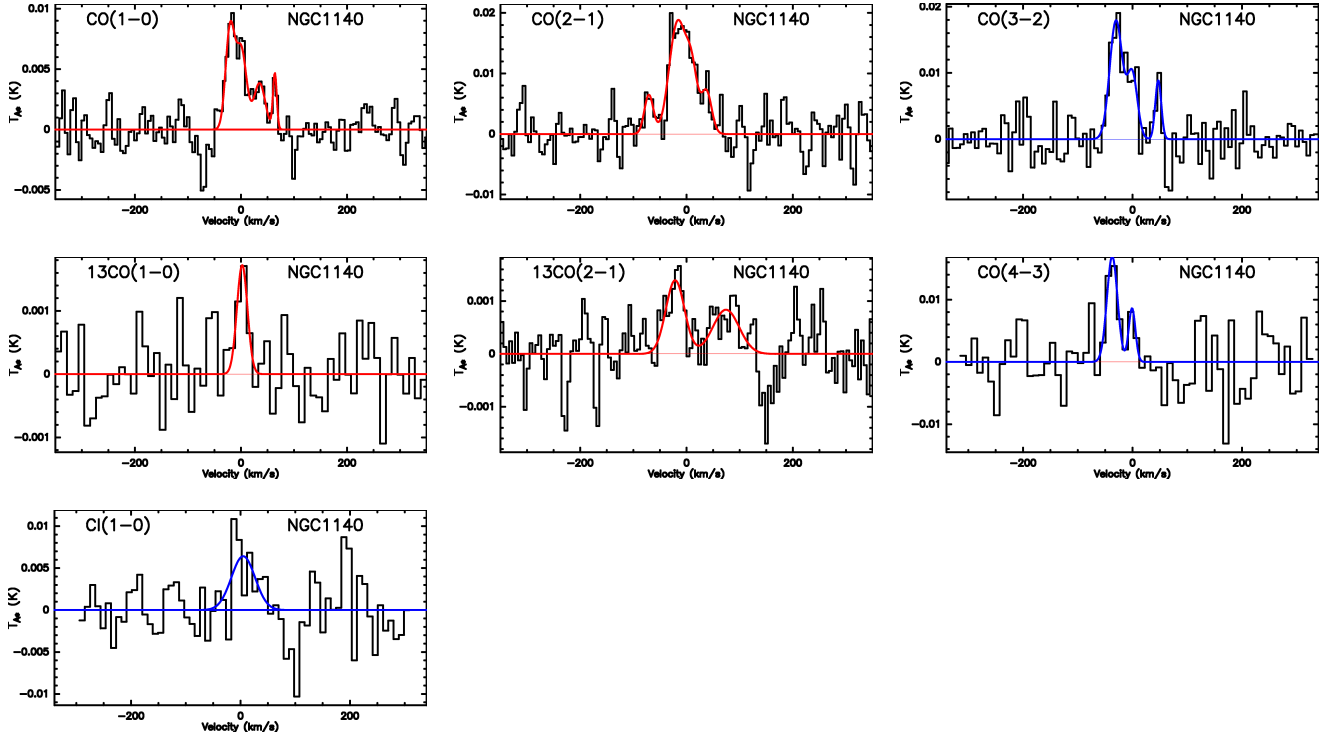 CO(1−0) NGC1140
0.01
0.005
0
−0.005
T_A* (K)
−200 0 200
Velocity (km/s)
CO(2−1) NGC1140
0.02
0.01
0
−0.01
T_A* (K)
−200 0 200
Velocity (km/s)
CO(3−2) NGC1140
0.02
0.01
0
T_A* (K)
−200 0 200
Velocity (km/s)
13CO(1−0) NGC1140
0.001
0
−0.001
T_A* (K)
−200 0 200
Velocity (km/s)
13CO(2−1) NGC1140
0.001
0
−0.001
T_A* (K)
−200 0 200
Velocity (km/s)
CO(4−3) NGC1140
0.01
0
−0.01
T_A* (K)
−200 0 200
Velocity (km/s)
CI(1−0) NGC1140
0.01
0.005
0
−0.005
−0.01
T_A* (K)
−200 0 200
Velocity (km/s)